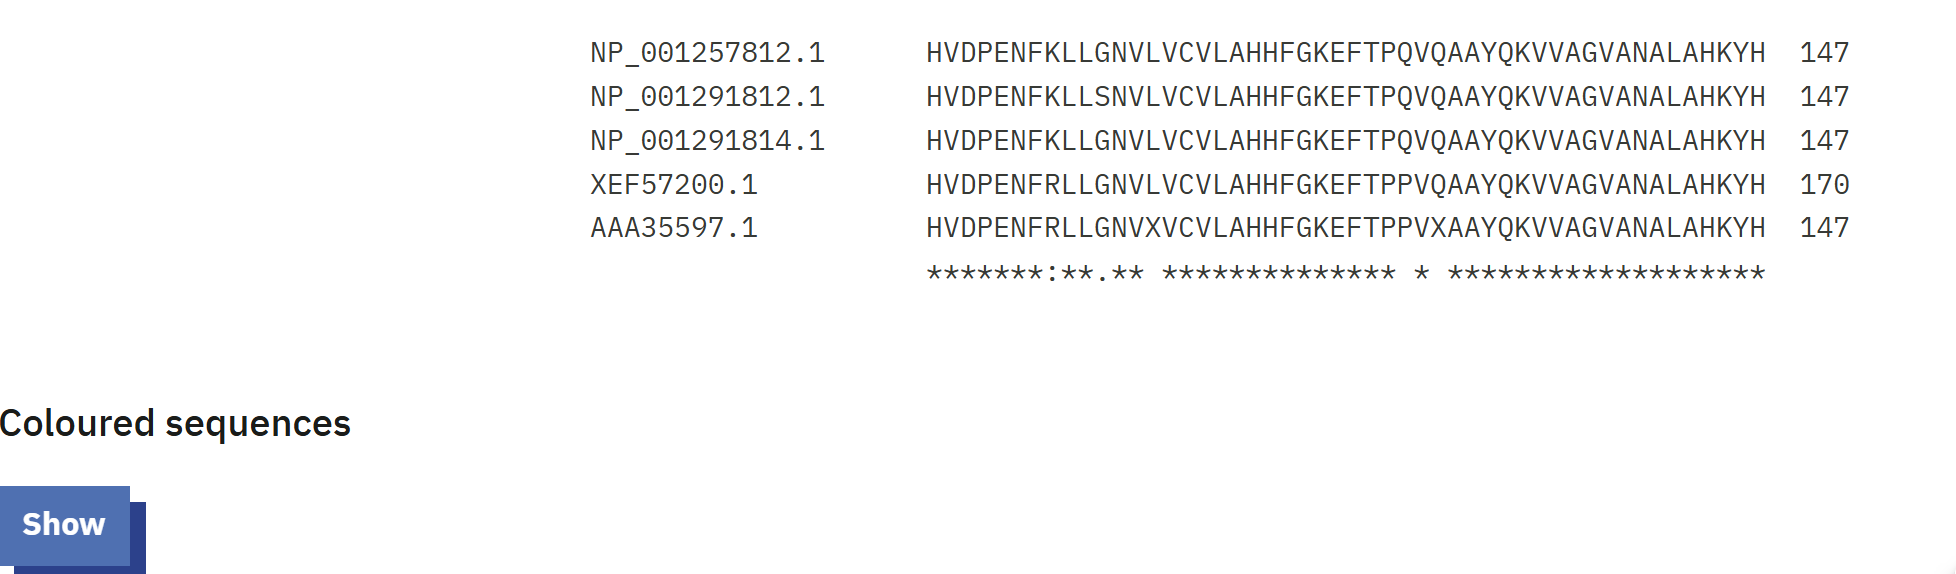 NP_001257812.1 HVDPENFKLLGNVLVCVLAHHFGKEFTPQVQAAYQKVVAGVANALAHKYH 147
NP_001291812.1 HVDPENFKLLSNVLVCVLAHHFGKEFTPQVQAAYQKVVAGVANALAHKYH 147
NP_001291814.1 HVDPENFKLLGNVLVCVLAHHFGKEFTPQVQAAYQKVVAGVANALAHKYH 147
XEF57200.1 HVDPENFRLLGNVLVCVLAHHFGKEFTPPVQAAYQKVVAGVANALAHKYH 170
AAA35597.1 HVDPENFRLLGNVXVCVLAHHFGKEFTPPVXAAYQKVVAGVANALAHKYH 147
*******:**.** ************** * *******************
Coloured sequences
Show